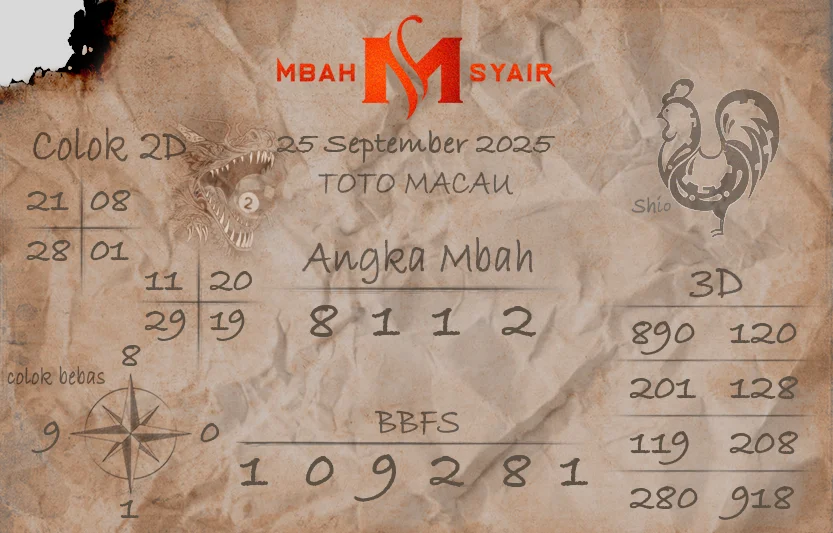 MBAH M SYAIR
25 September 2025
TOTO MACAU
Colok 2D
21 08
28 01
11 20
29 19
2
Shio
Angka Mbah
8 1 1 2
3D
890 120
201 128
119 208
280 918
colok bebas
8
9 0
1
BBFS
1 0 9 2 8 1